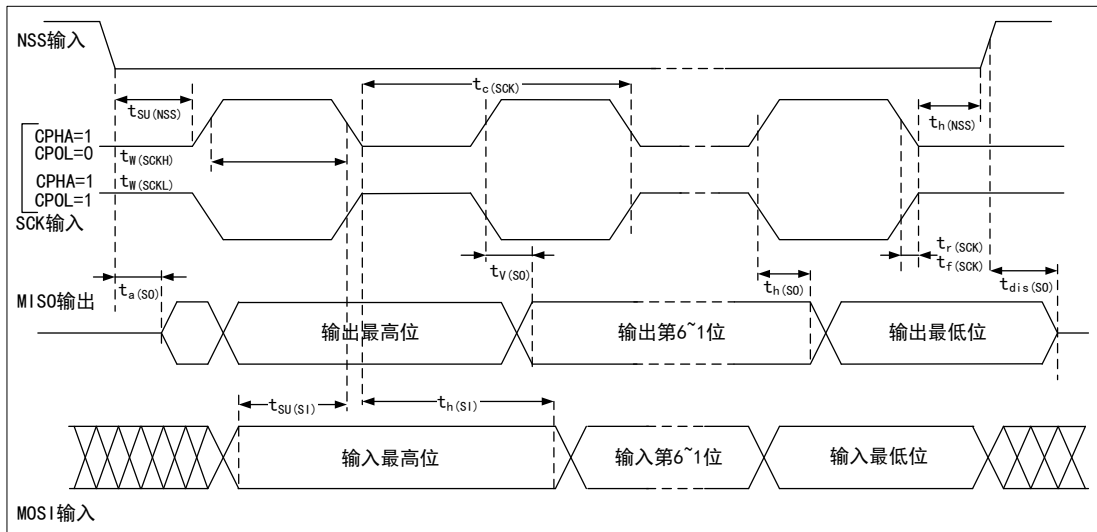 NSS输入
tc(SCK)
tSU(NSS)
th(NSS)
CPHA=1
CPOL=0
tW(SCKH)
CPHA=1
tW(SCKL)
CPOL=1
SCK输入
tr(SCK)
tV(SO)
tf(SCK)
ta(SO)
th(SO)
tdis(SO)
MISO输出
输出最高位
输出第6~1位
输出最低位
tSU(SI)
th(SI)
输入最高位
输入第6~1位
输入最低位
MOSI输入